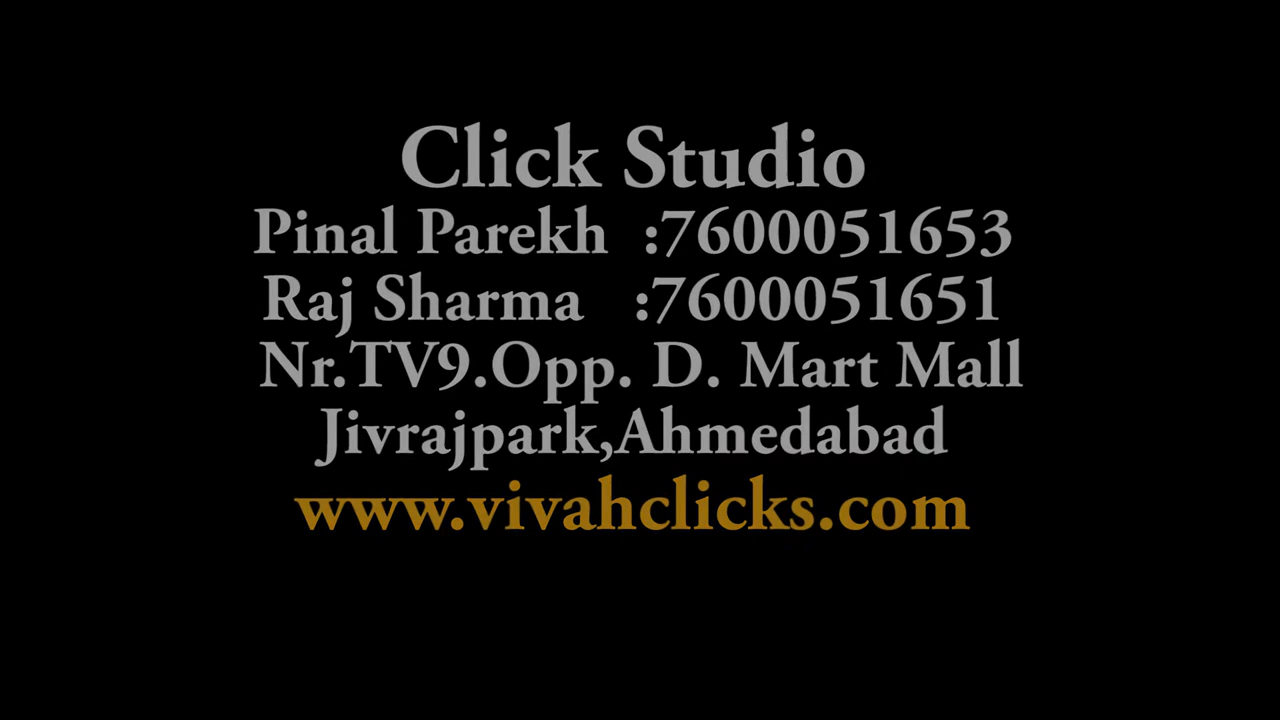 Click Studio
Pinal Parekh :7600051653
Raj Sharma :7600051651
Nr.TV9.Opp. D. Mart Mall
Jivrajpark,Ahmedabad
www.vivahclicks.com